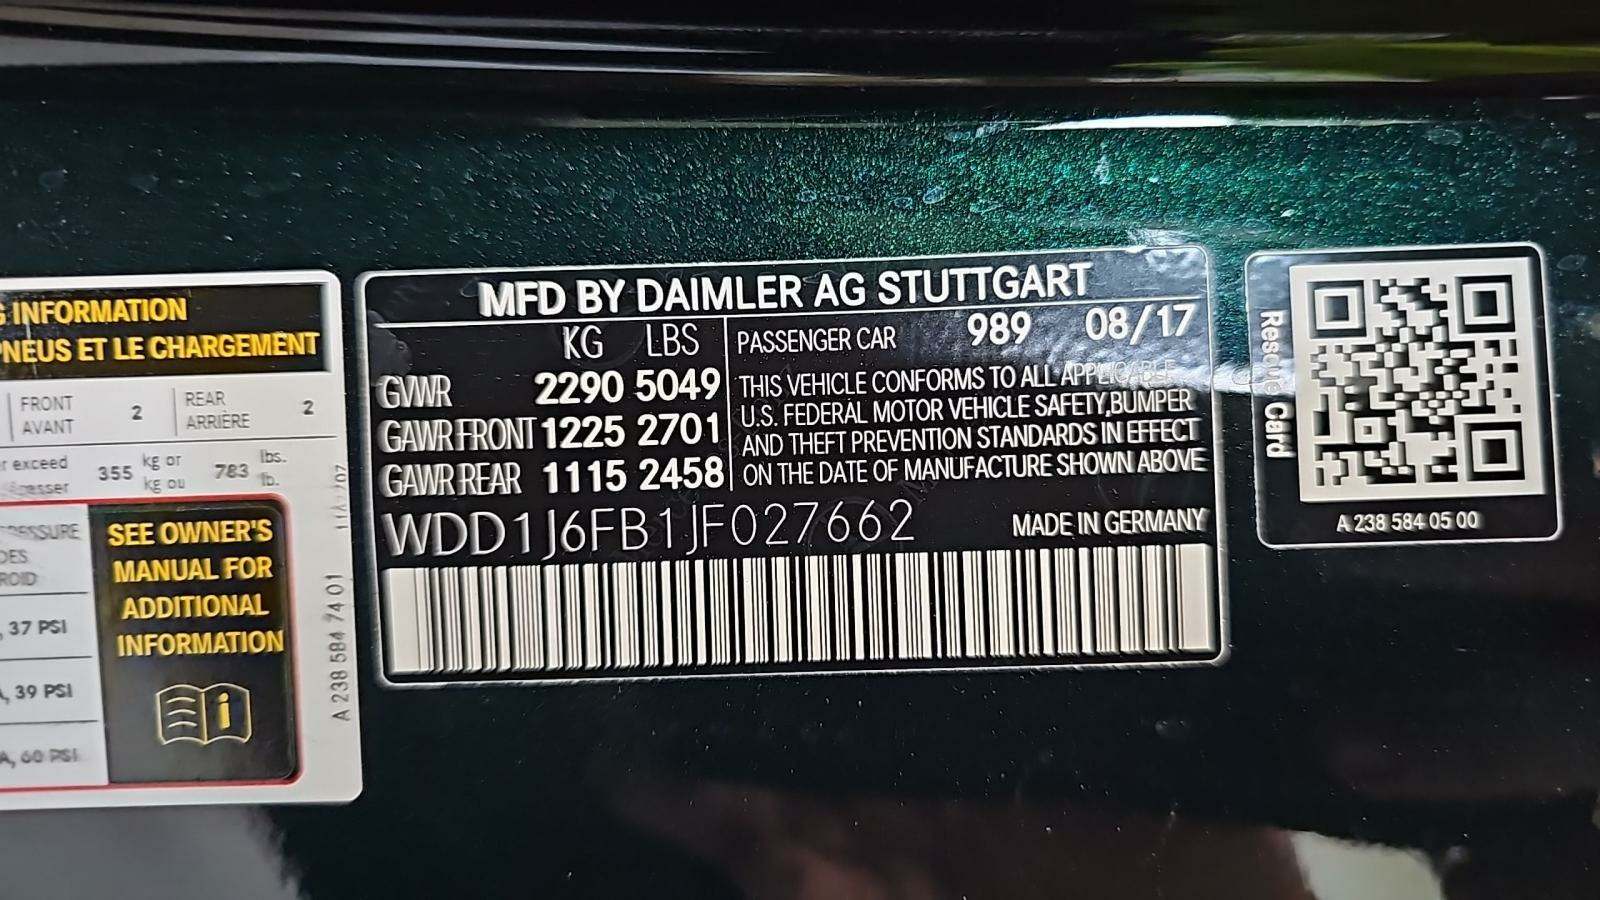 G INFORMATION
PNEUS ET LE CHARGEMENT
FRONT
AVANT
2
REAR
ARRIÈRE
2
exceed
355
kg or
kg ou
783
lbs.
lb.
SEE OWNER'S
MANUAL FOR
ADDITIONAL
INFORMATION
, 37 PSI
, 39 PSI
A, 60 PSI
A 238 584 74 01
MFD BY DAIMLER AG STUTTGART
KG LBS
GVWR 2290 5049
GAWR FRONT 1225 2701
GAWR REAR 1115 2458
PASSENGER CAR 989 08/17
THIS VEHICLE CONFORMS TO ALL APPLICABLE
U.S. FEDERAL MOTOR VEHICLE SAFETY,BUMPER
AND THEFT PREVENTION STANDARDS IN EFFECT
ON THE DATE OF MANUFACTURE SHOWN ABOVE
WDD1J6FB1JF027662
MADE IN GERMANY
Rescue Card
A 238 584 05 00